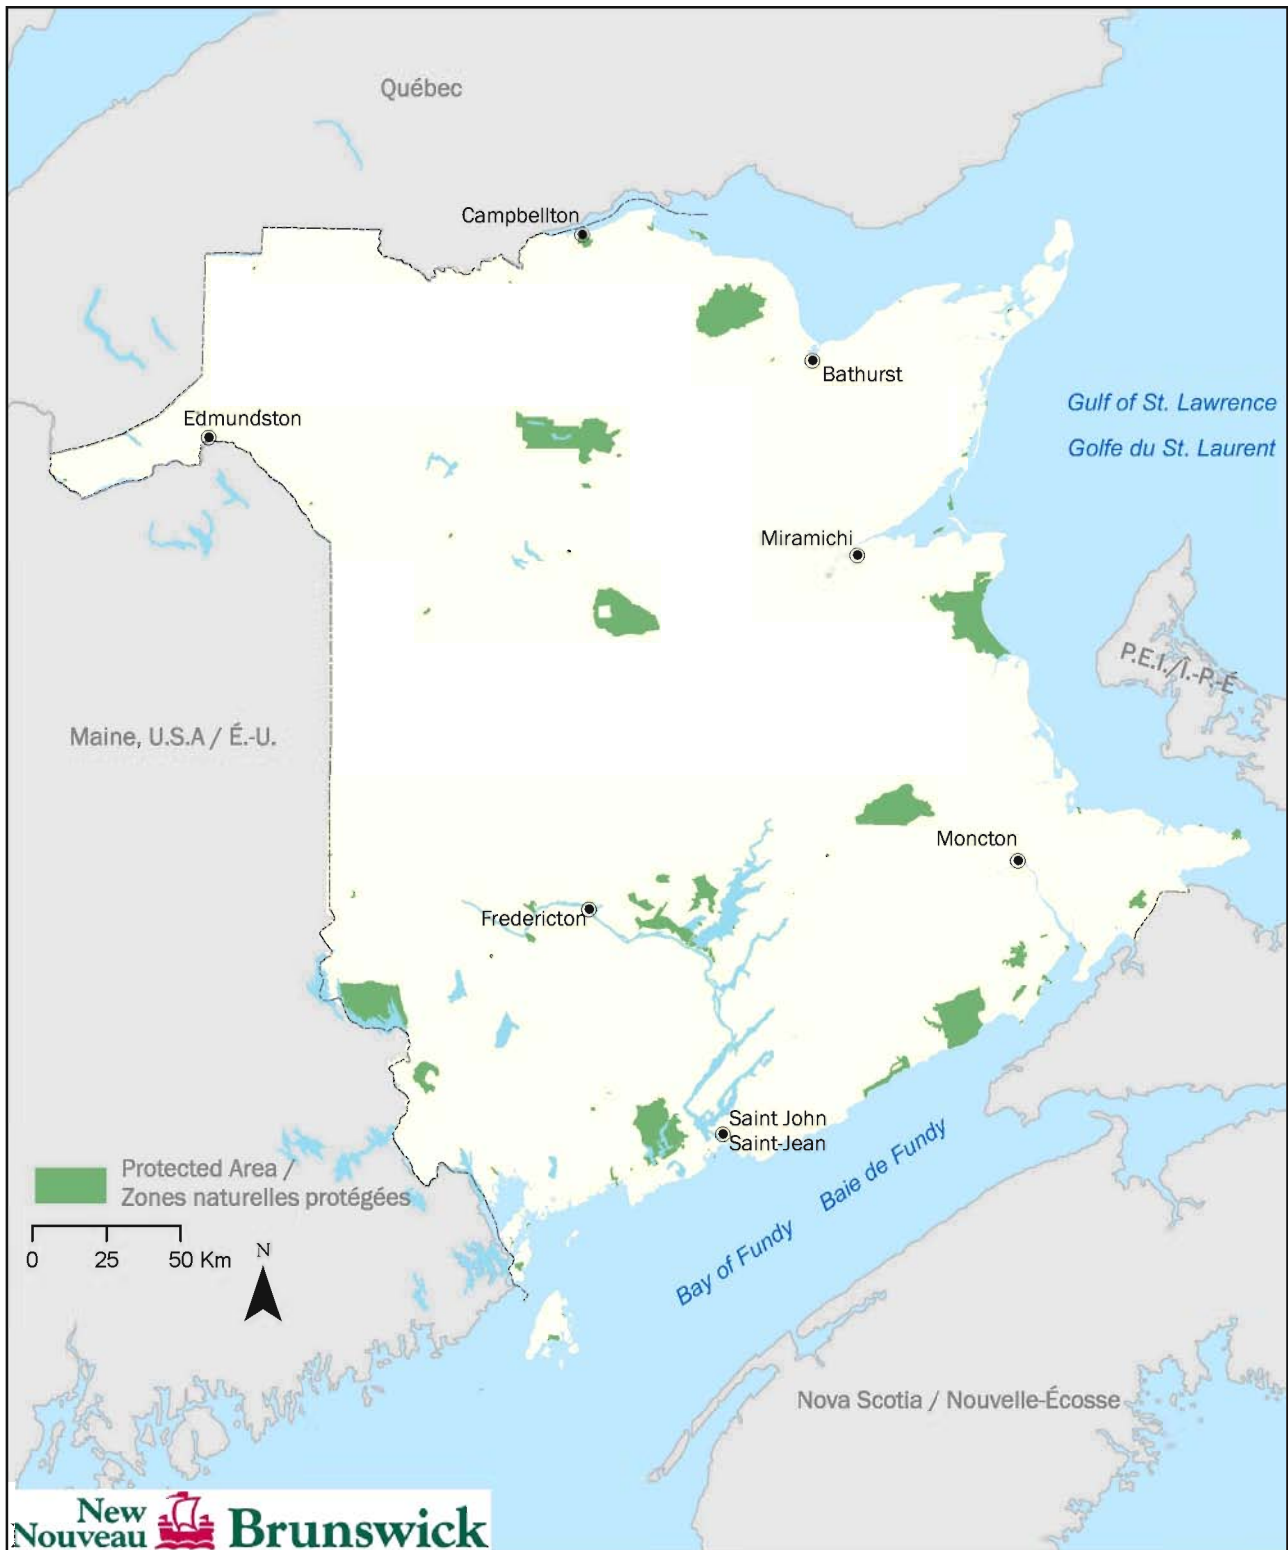 Québec
Campbellton
Bathurst
Edmundston
Gulf of St. Lawrence
Golfe du St. Laurent
Miramichi
P.E.I./Î.-P.-É
Maine, U.S.A / É.-U.
Moncton
Fredericton
Saint John
Saint-Jean
Protected Area /
Zones naturelles protégées
0 25 50 Km
N
Bay of Fundy
Baie de Fundy
Nova Scotia / Nouvelle-Écosse
New
Nouveau
Brunswick